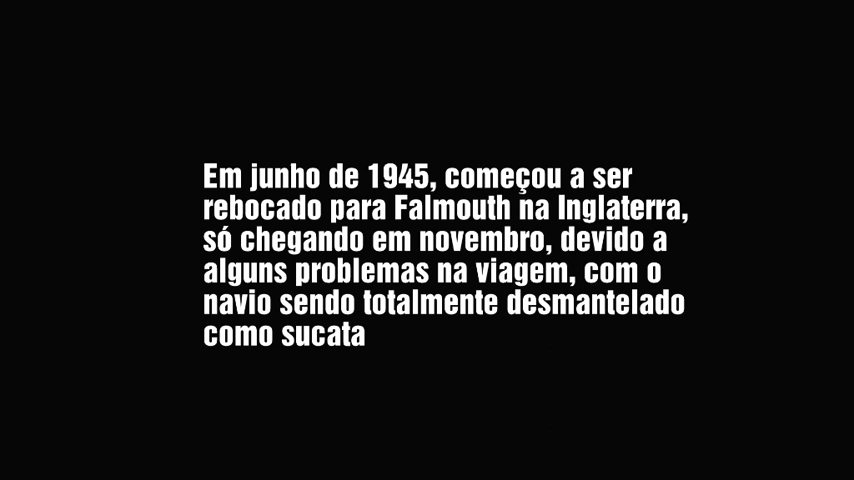 Em junho de 1945, começou a ser
rebocado para Falmouth na Inglaterra,
só chegando em novembro, devido a
alguns problemas na viagem, com o
navio sendo totalmente desmantelado
como sucata